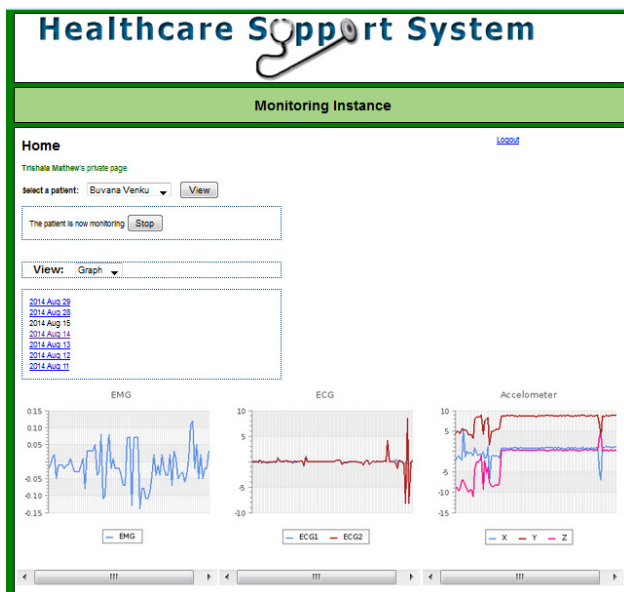 Healthcare Support System
Monitoring Instance
Home
Logout
Trishala Mathew's private page.
Select a patient: Buvana Venku View
The patient is now monitoring Stop
View: Graph
2014 Aug 29
2014 Aug 28
2014 Aug 15
2014 Aug 14
2014 Aug 13
2014 Aug 12
2014 Aug 11
EMG
0.15
0.10
0.05
-0.05
-0.10
-0.15
EMG
ECG
10
5
-5
-10
ECG1 ECG2
Accelometer
10
5
-5
-10
-15
X Y Z